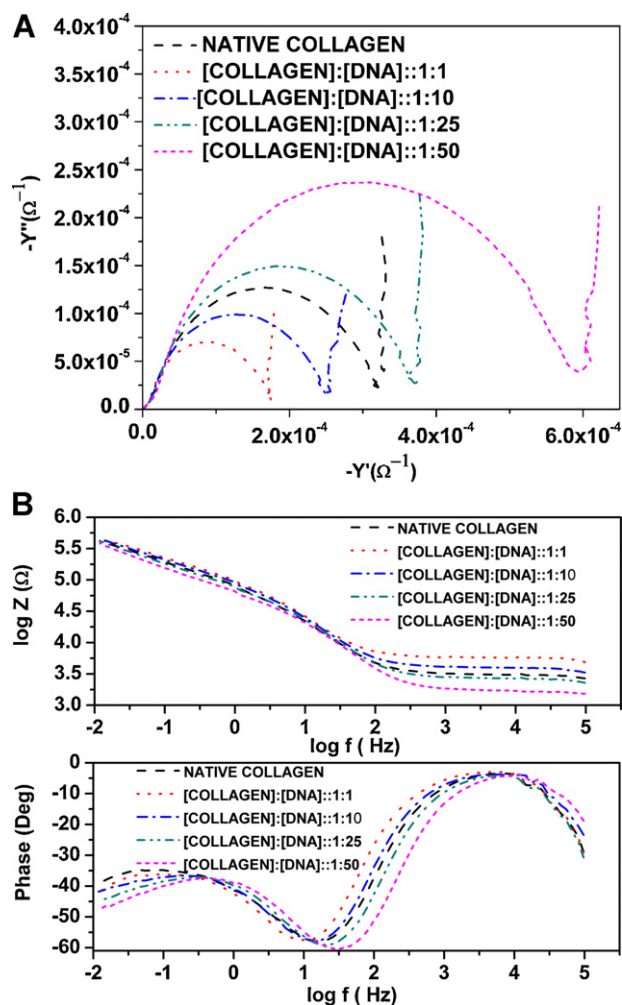 A
4.0x10⁻⁴
4.0x10⁻⁴
3.0x10⁻⁴
2.5x10⁻⁴
2.0x10⁻⁴
1.5x10⁻⁴
1.0x10⁻⁴
5.0x10⁻⁵
0.0
-Y"(Ω⁻¹)
NATIVE COLLAGEN
[COLLAGEN]:[DNA]::1:1
[COLLAGEN]:[DNA]::1:10
[COLLAGEN]:[DNA]::1:25
[COLLAGEN]:[DNA]::1:50
0.0 2.0x10⁻⁴ 4.0x10⁻⁴ 6.0x10⁻⁴
-Y'(Ω⁻¹)
B
6.0
5.5
5.0
4.5
4.0
3.5
3.0
log Z (Ω)
NATIVE COLLAGEN
[COLLAGEN]:[DNA]::1:1
[COLLAGEN]:[DNA]::1:10
[COLLAGEN]:[DNA]::1:25
[COLLAGEN]:[DNA]::1:50
-2 -1 0 1 2 3 4 5
log f ( Hz)
0
-10
-20
-30
-40
-50
-60
Phase (Deg)
NATIVE COLLAGEN
[COLLAGEN]:[DNA]::1:1
[COLLAGEN]:[DNA]::1:10
[COLLAGEN]:[DNA]::1:25
[COLLAGEN]:[DNA]::1:50
-2 -1 0 1 2 3 4 5
log f ( Hz)